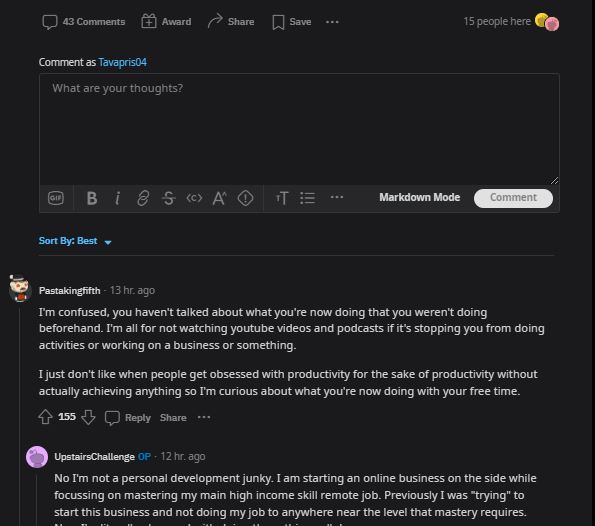 43 Comments Award Share Save ···
15 people here
Comment as Tavapris04
What are your thoughts?
GIF B i S <c> A T T ··· Markdown Mode Comment
Sort By: Best
Pastakingfifth · 13 hr. ago
I'm confused, you haven't talked about what you're now doing that you weren't doing
beforehand. I'm all for not watching youtube videos and podcasts if it's stopping you from doing
activities or working on a business or something.
I just don't like when people get obsessed with productivity for the sake of productivity without
actually achieving anything so I'm curious about what you're now doing with your free time.
155 Reply Share ···
UpstairsChallenge OP · 12 hr. ago
No I'm not a personal development junky. I am starting an online business on the side while
focussing on mastering my main high income skill remote job. Previously I was "trying" to
start this business and not doing my job to anywhere near the level that mastery requires.